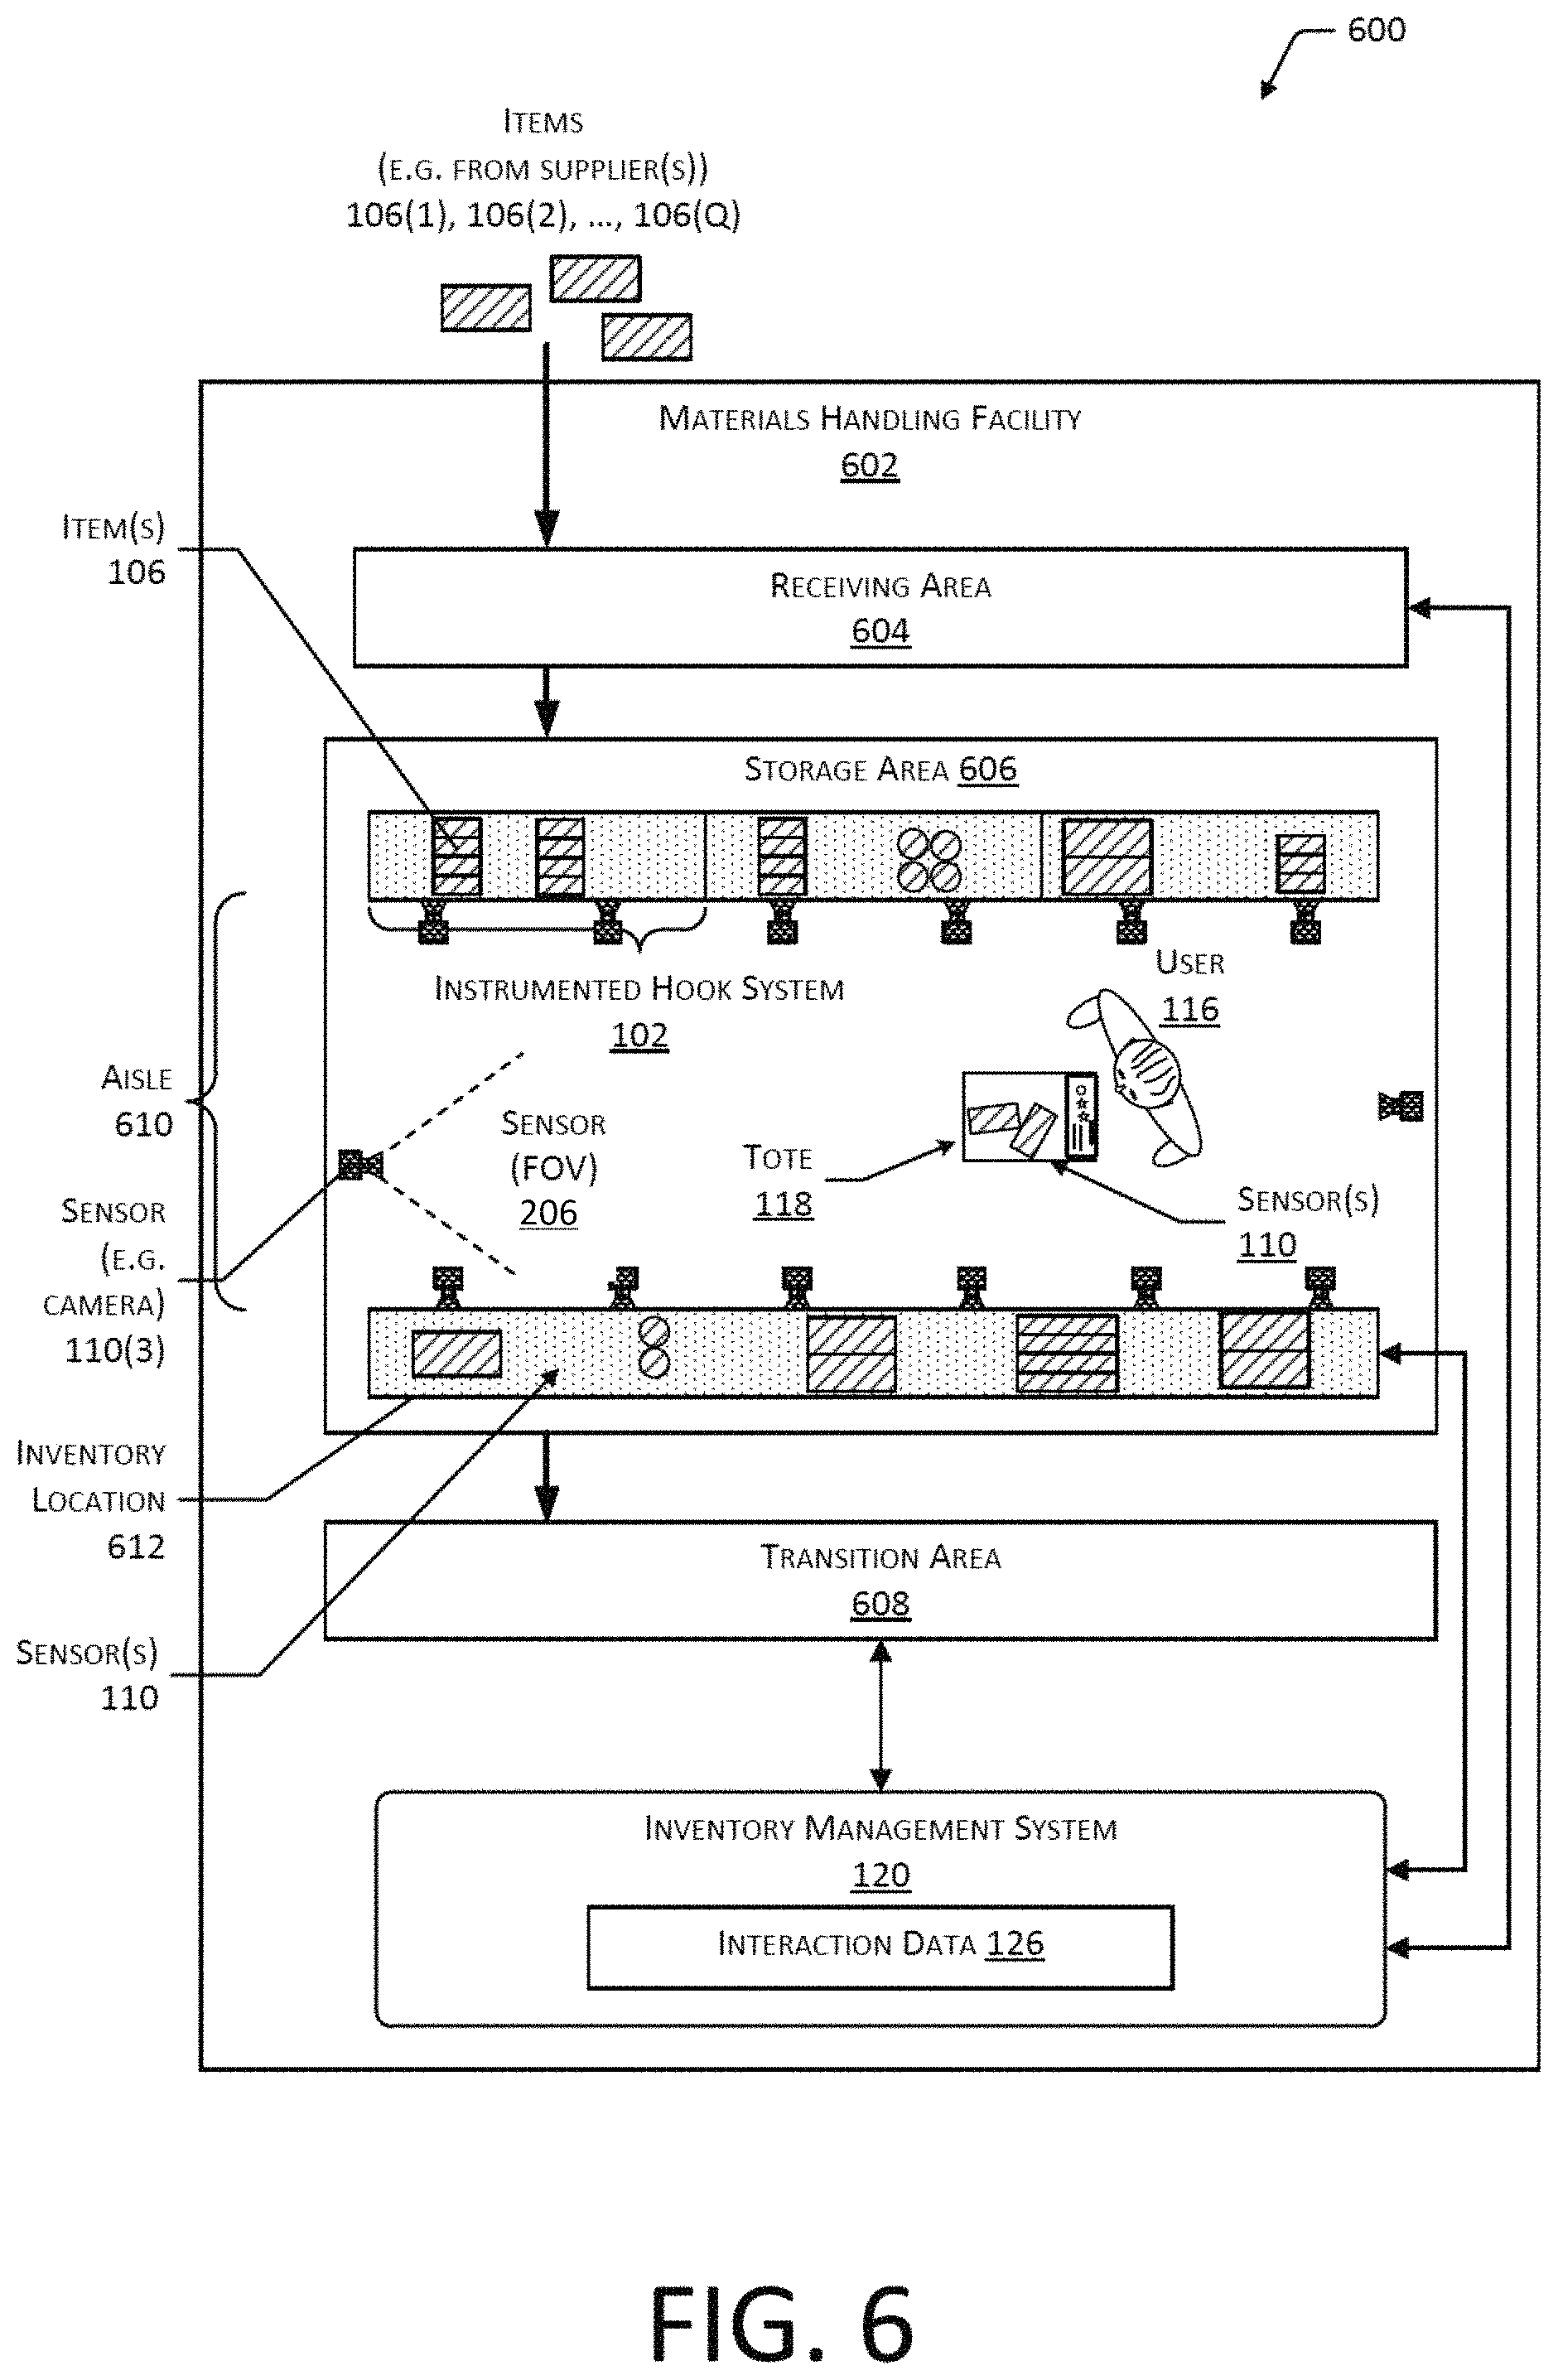 600
ITEMS
(E.G. FROM SUPPLIER(S))
106(1), 106(2), ..., 106(Q)
MATERIALS HANDLING FACILITY
602
ITEM(S)
106
RECEIVING AREA
604
STORAGE AREA 606
INSTRUMENTED HOOK SYSTEM
102
USER
116
AISLE
610
SENSOR
(FOV)
206
TOTE
118
SENSOR(S)
110
SENSOR
(E.G.
CAMERA)
110(3)
INVENTORY
LOCATION
612
TRANSITION AREA
608
SENSOR(S)
110
INVENTORY MANAGEMENT SYSTEM
120
INTERACTION DATA 126
FIG. 6